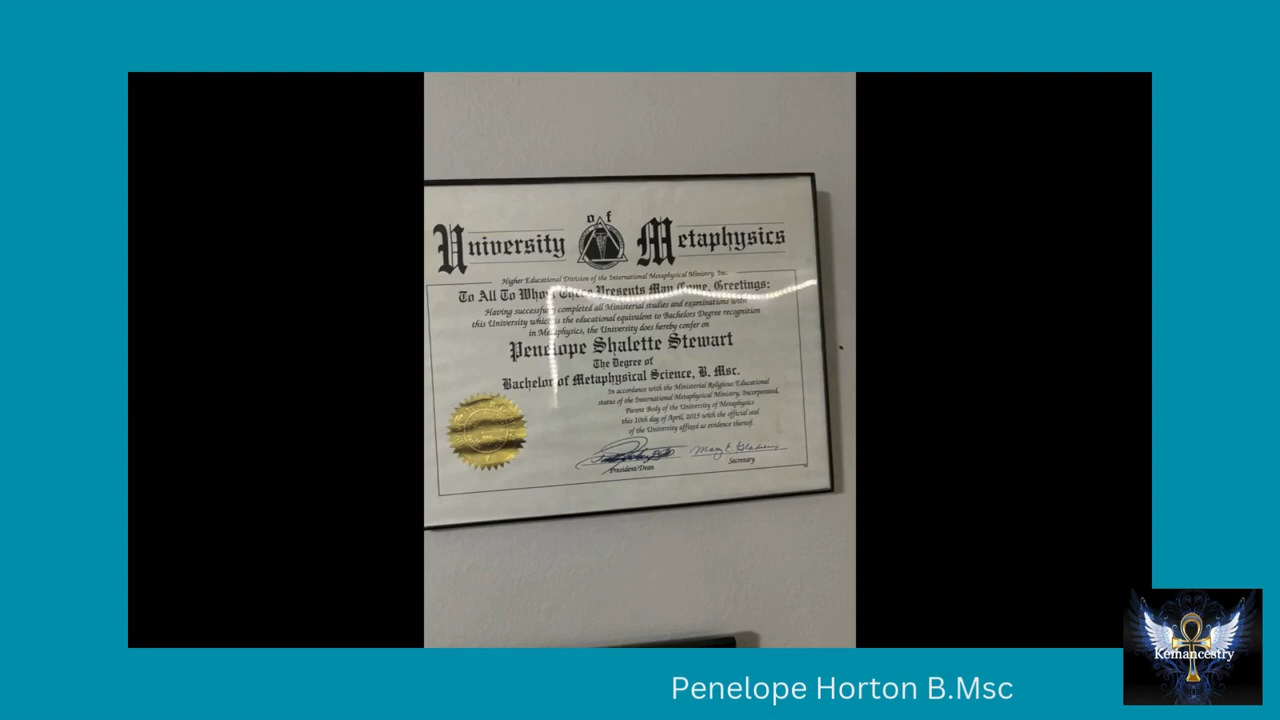 of
University Metaphysics
Higher Educational Division of the International Metaphysical Ministry, Inc.
To All To Whom These Presents May Come, Greetings:
Having successfully completed all Ministerial studies and examinations with
this University which is the educational equivalent to Bachelors Degree recognition
in Metaphysics, the University does hereby confer on
Penelope Shalette Stewart
The Degree of
Bachelor of Metaphysical Science, B. Msc.
In accordance with the Ministerial Religious Educational
status of the International Metaphysical Ministry, Incorporated,
Parent Body of the University of Metaphysics
this 10th day of April, 2015 with the official seal
of the University affixed as evidence thereof.
Mary E.
President/Dean Secretary
Kemancestry
Penelope Horton B.Msc